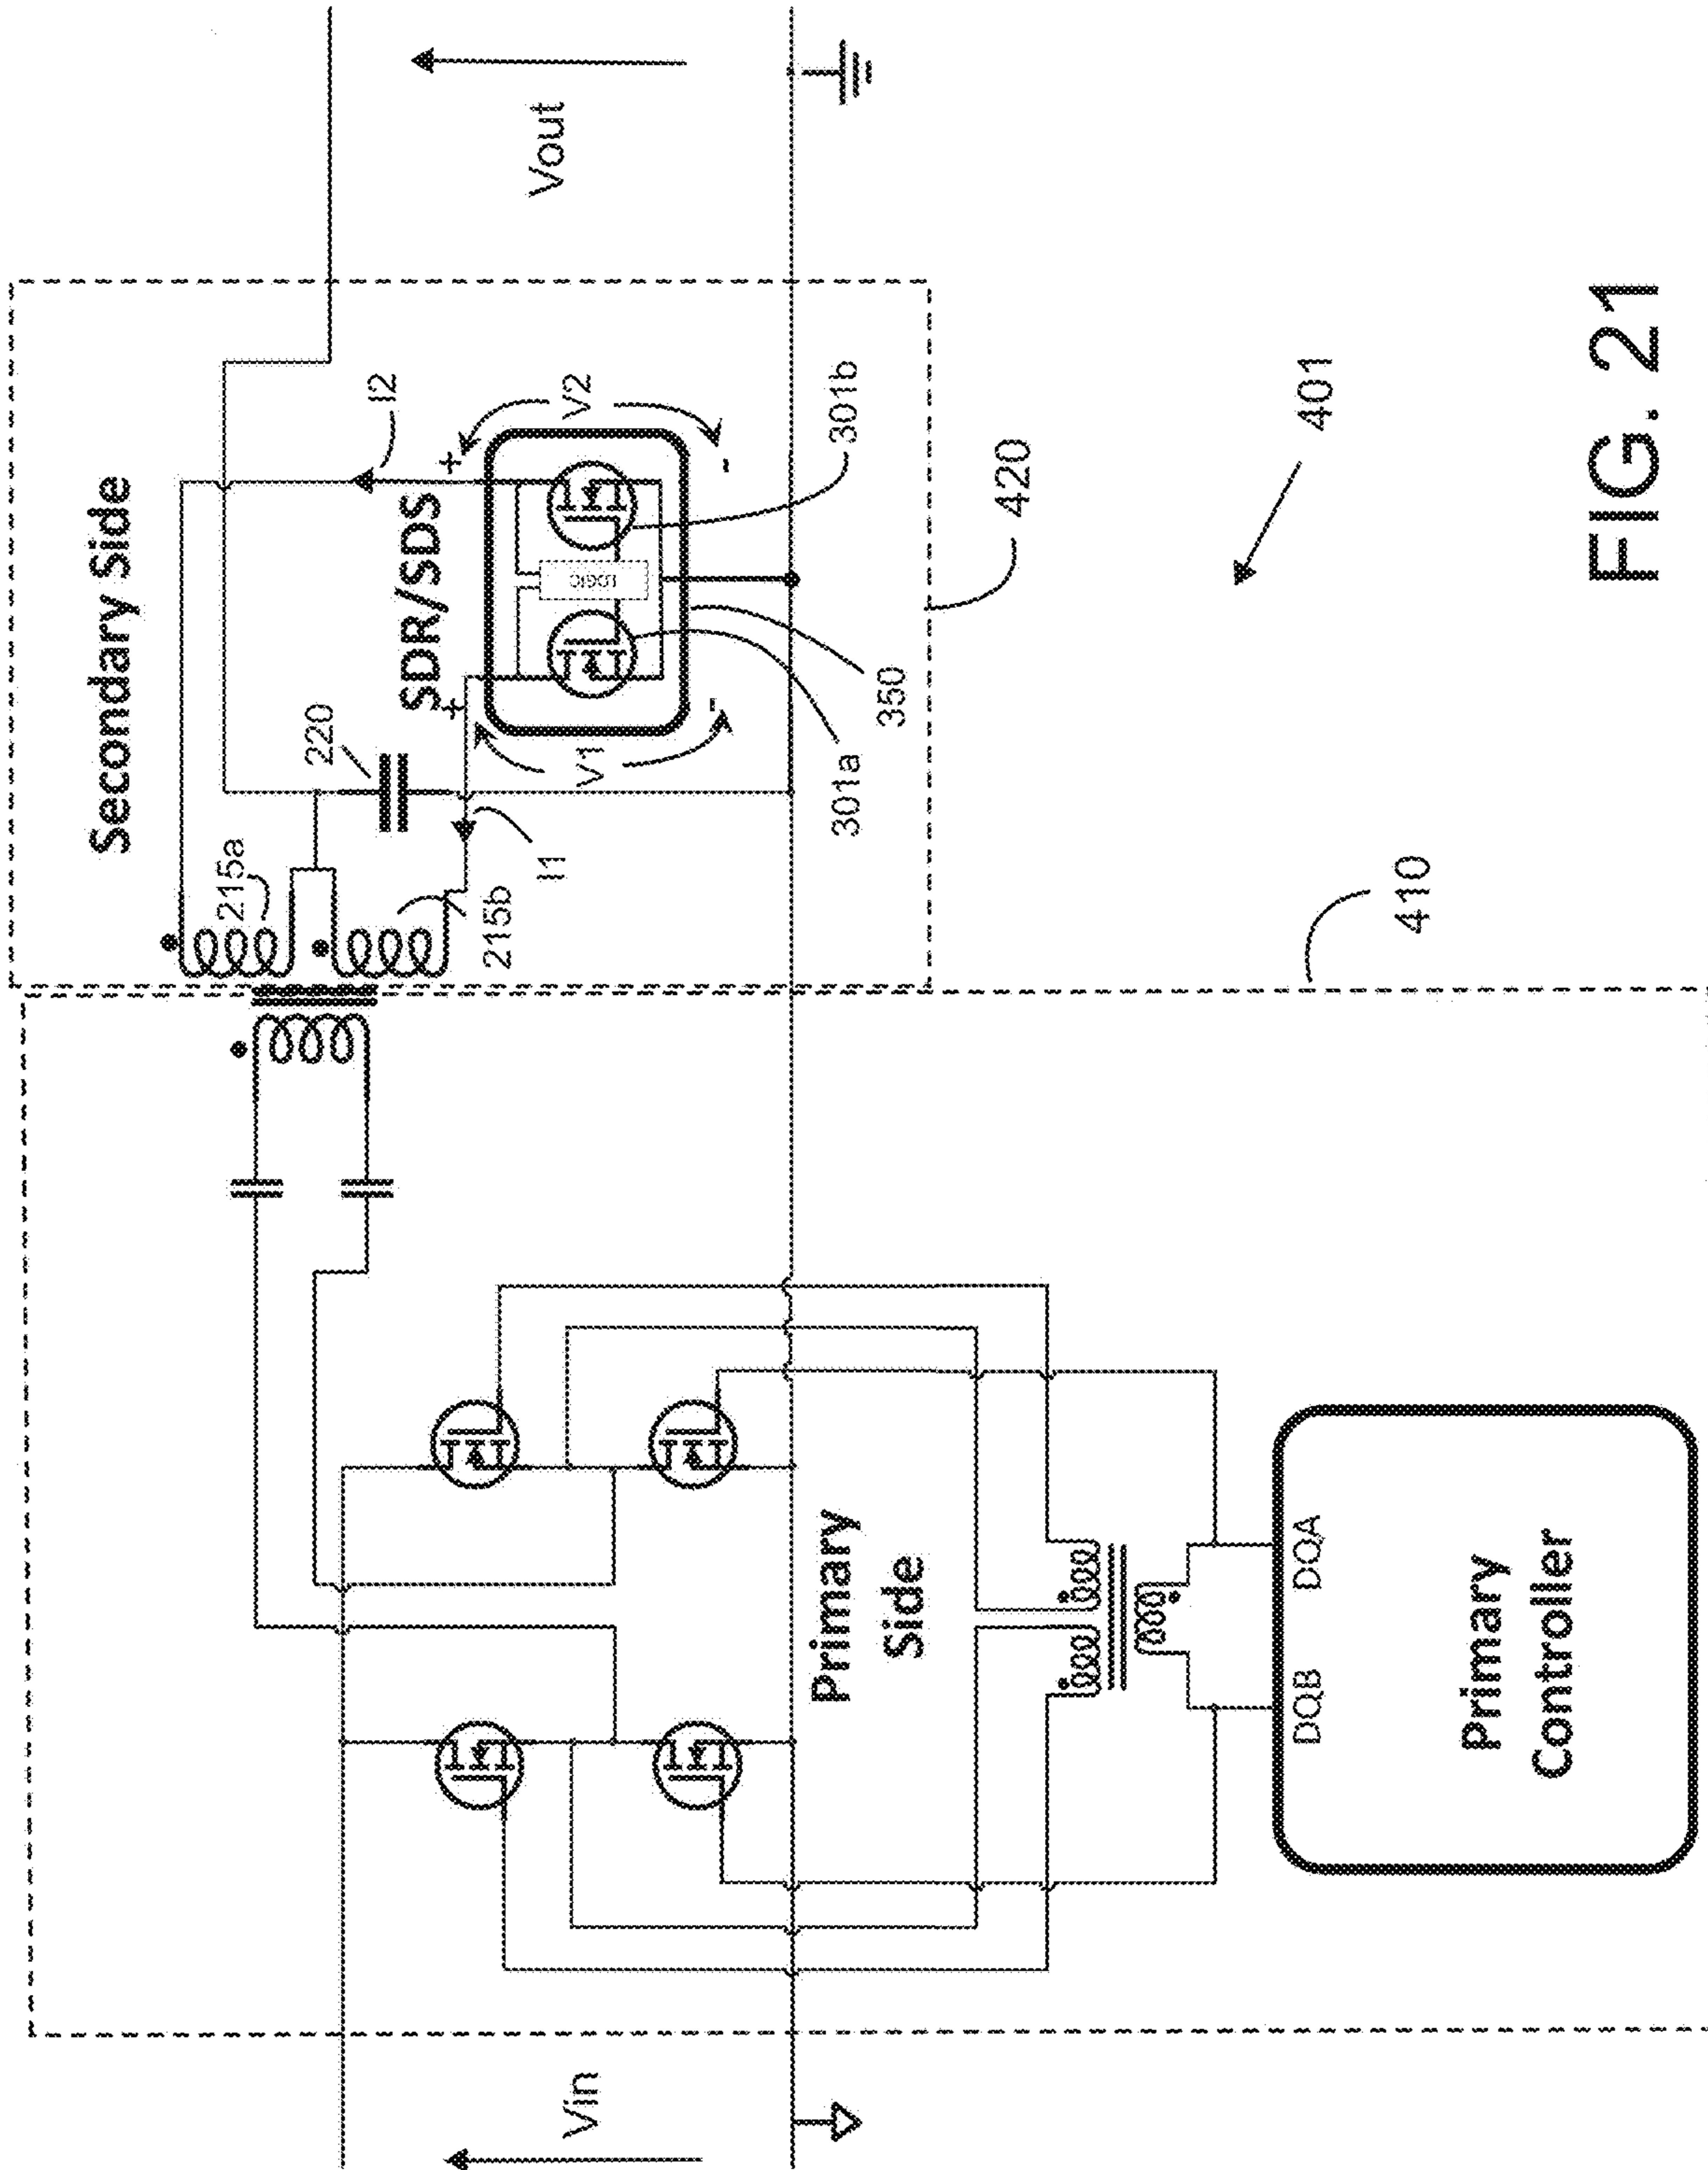 Secondary Side
215a
215b
220
I1
I2
SDR/SDS
+
+
V1
V2
-
-
LOGIC
301a
301b
350
420
Vout
Vin
Primary
Side
DQB
DQA
Primary
Controller
410
401
FIG. 21